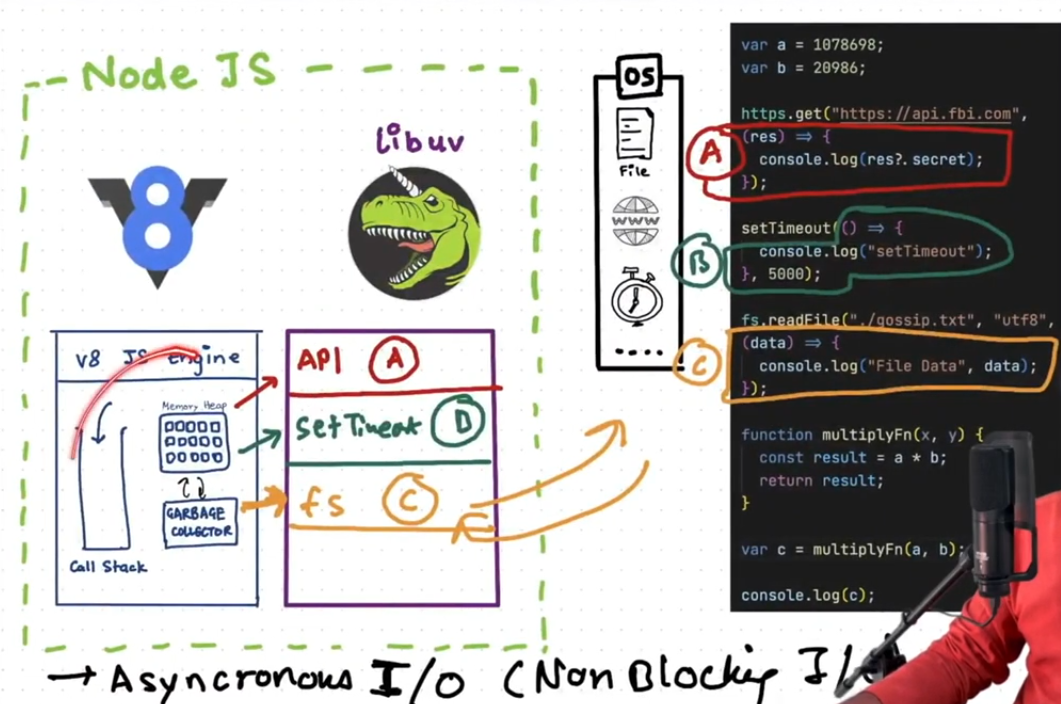 Node JS
Libuv
V8
V8 JS Engine
Memory Heap
GARBAGE
COLLECTOR
Call Stack
API A
SetTimeout D
fs C
OS
File
WWW
A
B
C
var a = 1078698;
var b = 20986;
https.get("https://api.fbi.com",
(res) => {
console.log(res?.secret);
});
setTimeout(() => {
console.log("setTimeout");
}, 5000);
fs.readFile("./gossip.txt", "utf8",
(data) => {
console.log("File Data", data);
});
function multiplyFn(x, y) {
const result = a * b;
return result;
}
var c = multiplyFn(a, b);
console.log(c);
→ Asyncronous I/O (Non Blocking I/